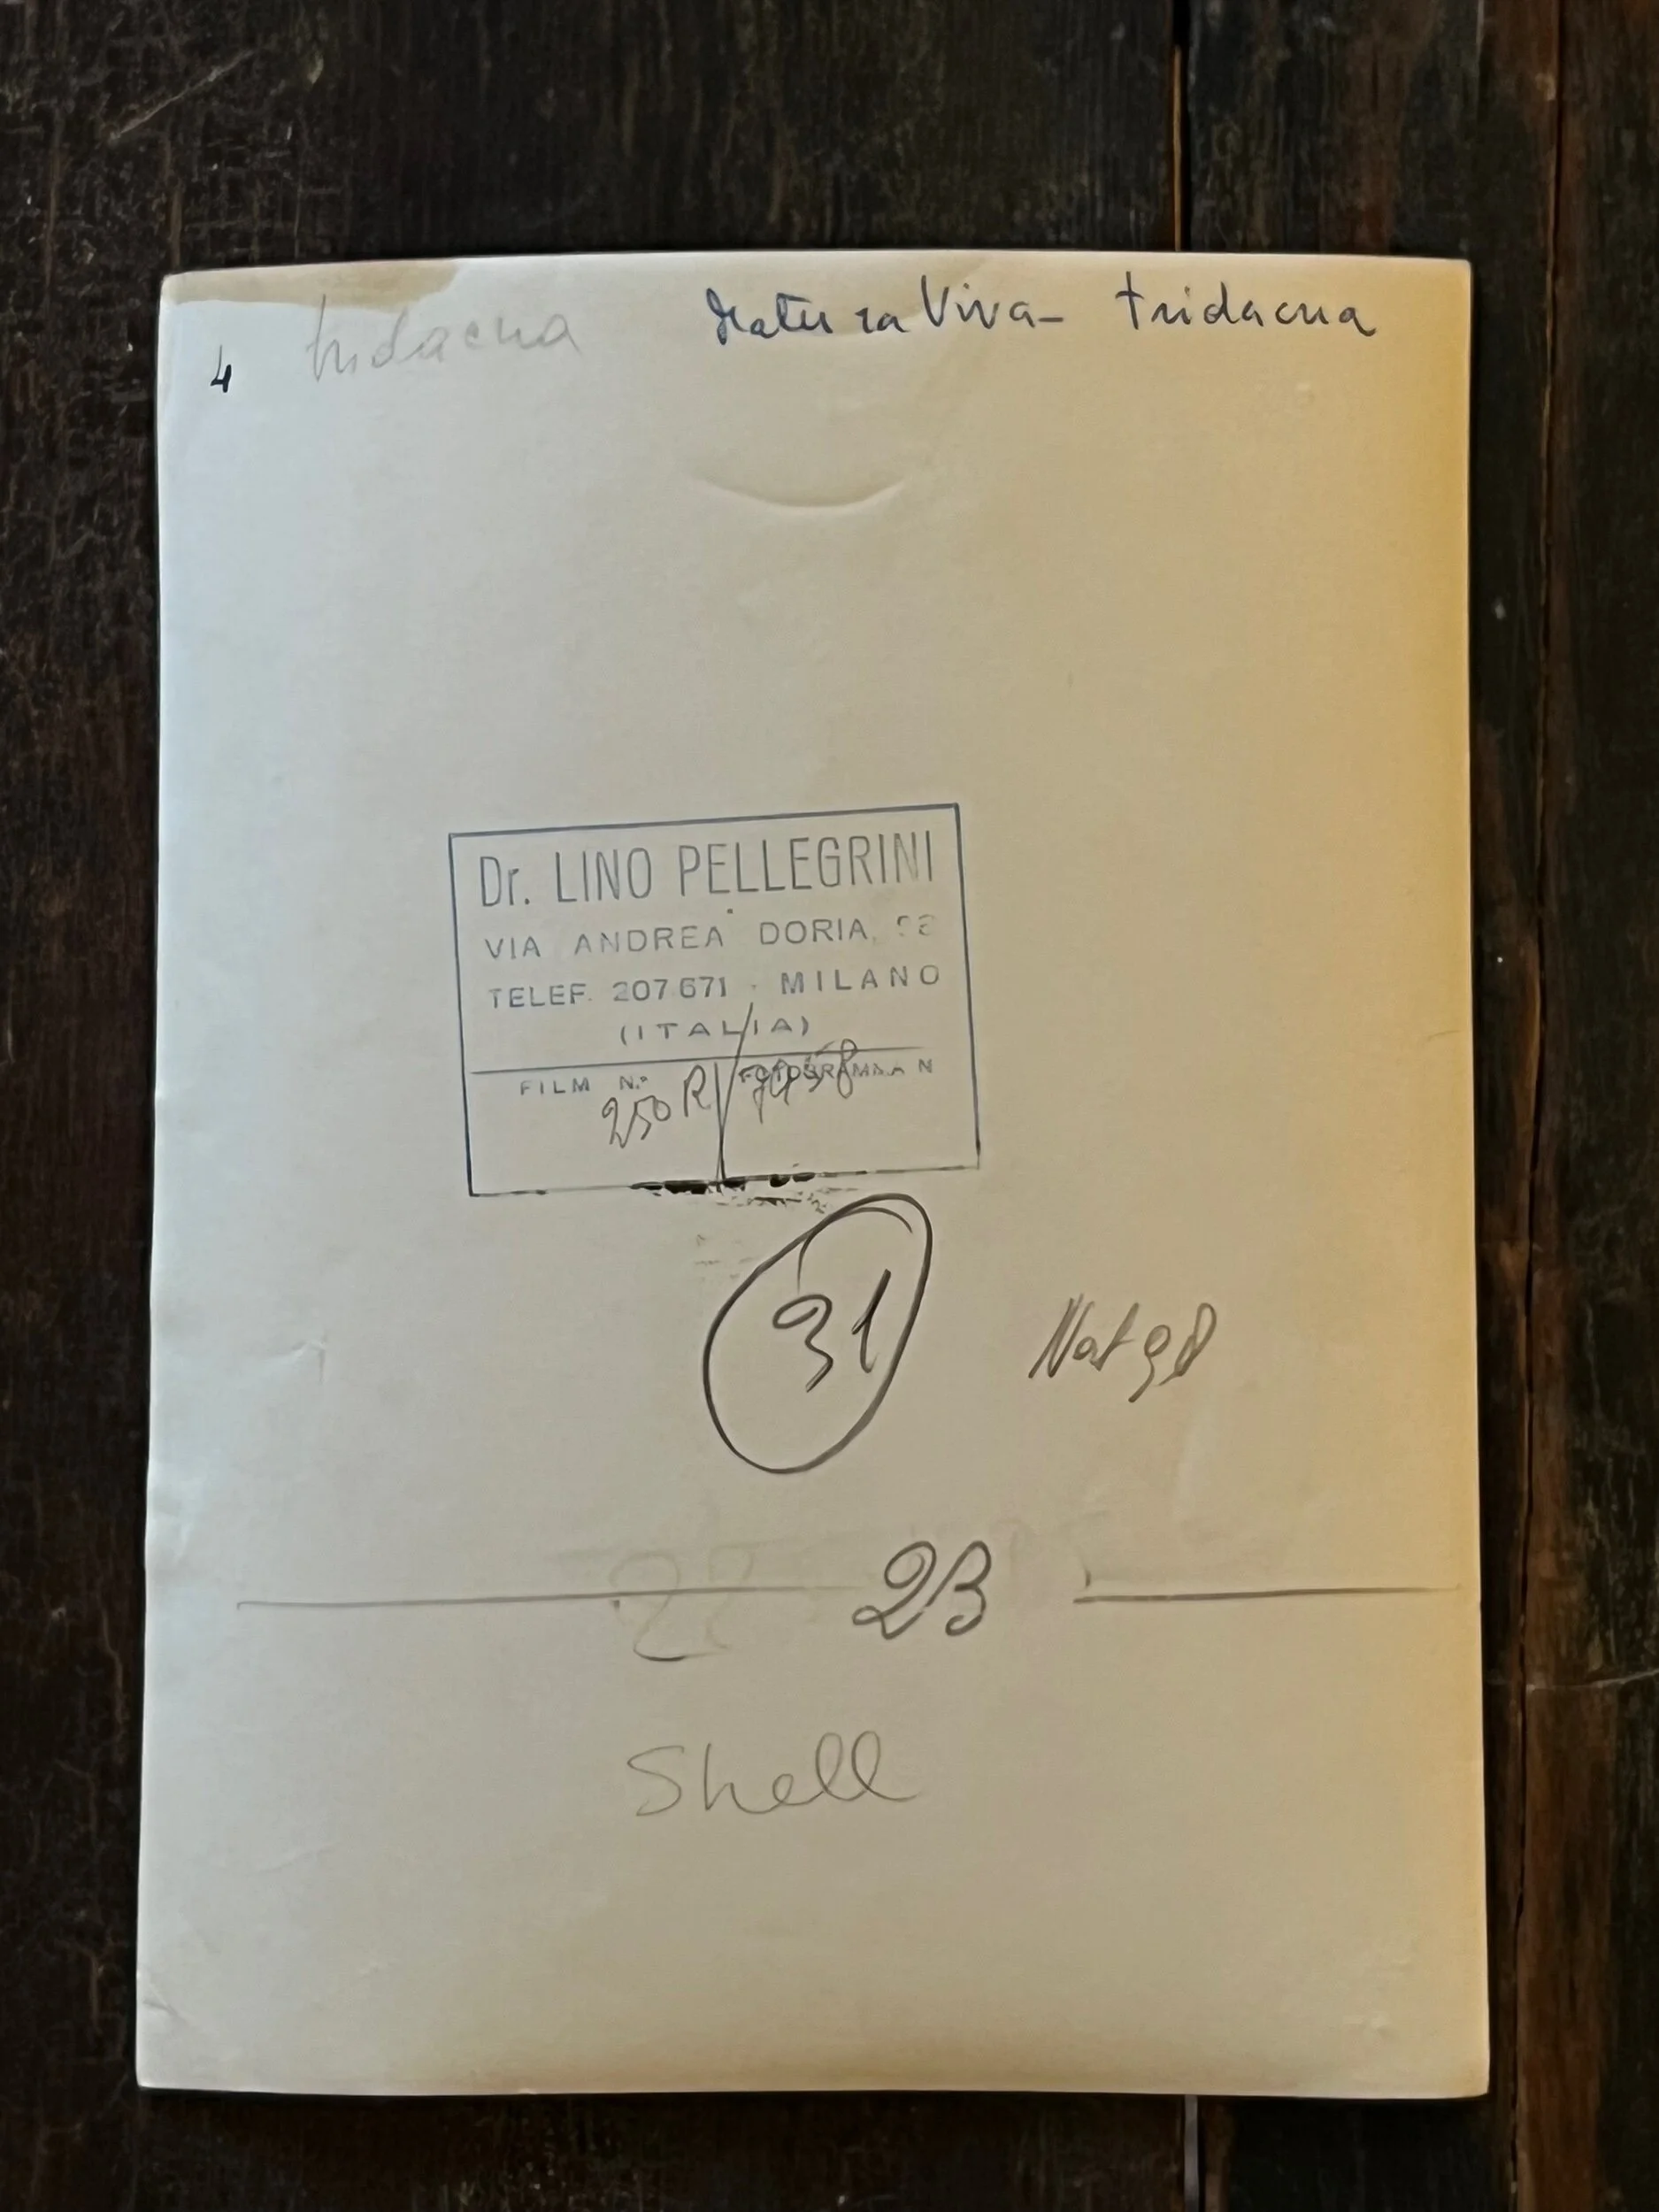 tridacna Natura Viva- tridacna
4
Dr. LINO PELLEGRINI
VIA ANDREA DORIA,
TELEF. 207.671 - MILANO
(ITALIA)
FILM N.° FOTOGRAMMA N
250 R
31
Nat
23
Shell